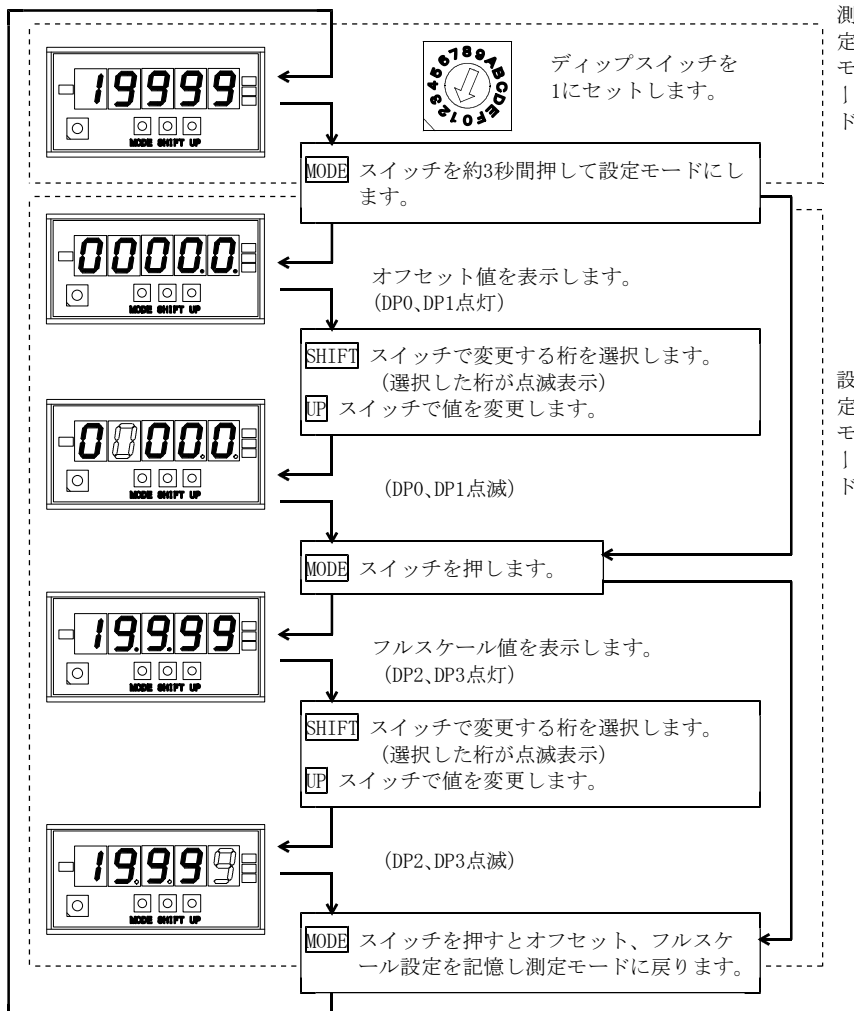 測
定
モ
ー
ド
19999
MODE SHIFT UP
456789ABCDEF0123
ディップスイッチを
1にセットします。
MODE スイッチを約3秒間押して設定モードにし
ます。
0000.0.
MODE SHIFT UP
オフセット値を表示します。
(DP0、DP1点灯)
SHIFT スイッチで変更する桁を選択します。
(選択した桁が点滅表示)
UP スイッチで値を変更します。
設
定
モ
ー
ド
0000.0.
MODE SHIFT UP
(DP0、DP1点滅)
MODE スイッチを押します。
19.9.99
MODE SHIFT UP
フルスケール値を表示します。
(DP2、DP3点灯)
SHIFT スイッチで変更する桁を選択します。
(選択した桁が点滅表示)
UP スイッチで値を変更します。
19.9.99
MODE SHIFT UP
(DP2、DP3点滅)
MODE スイッチを押すとオフセット、フルスケ
ール設定を記憶し測定モードに戻ります。